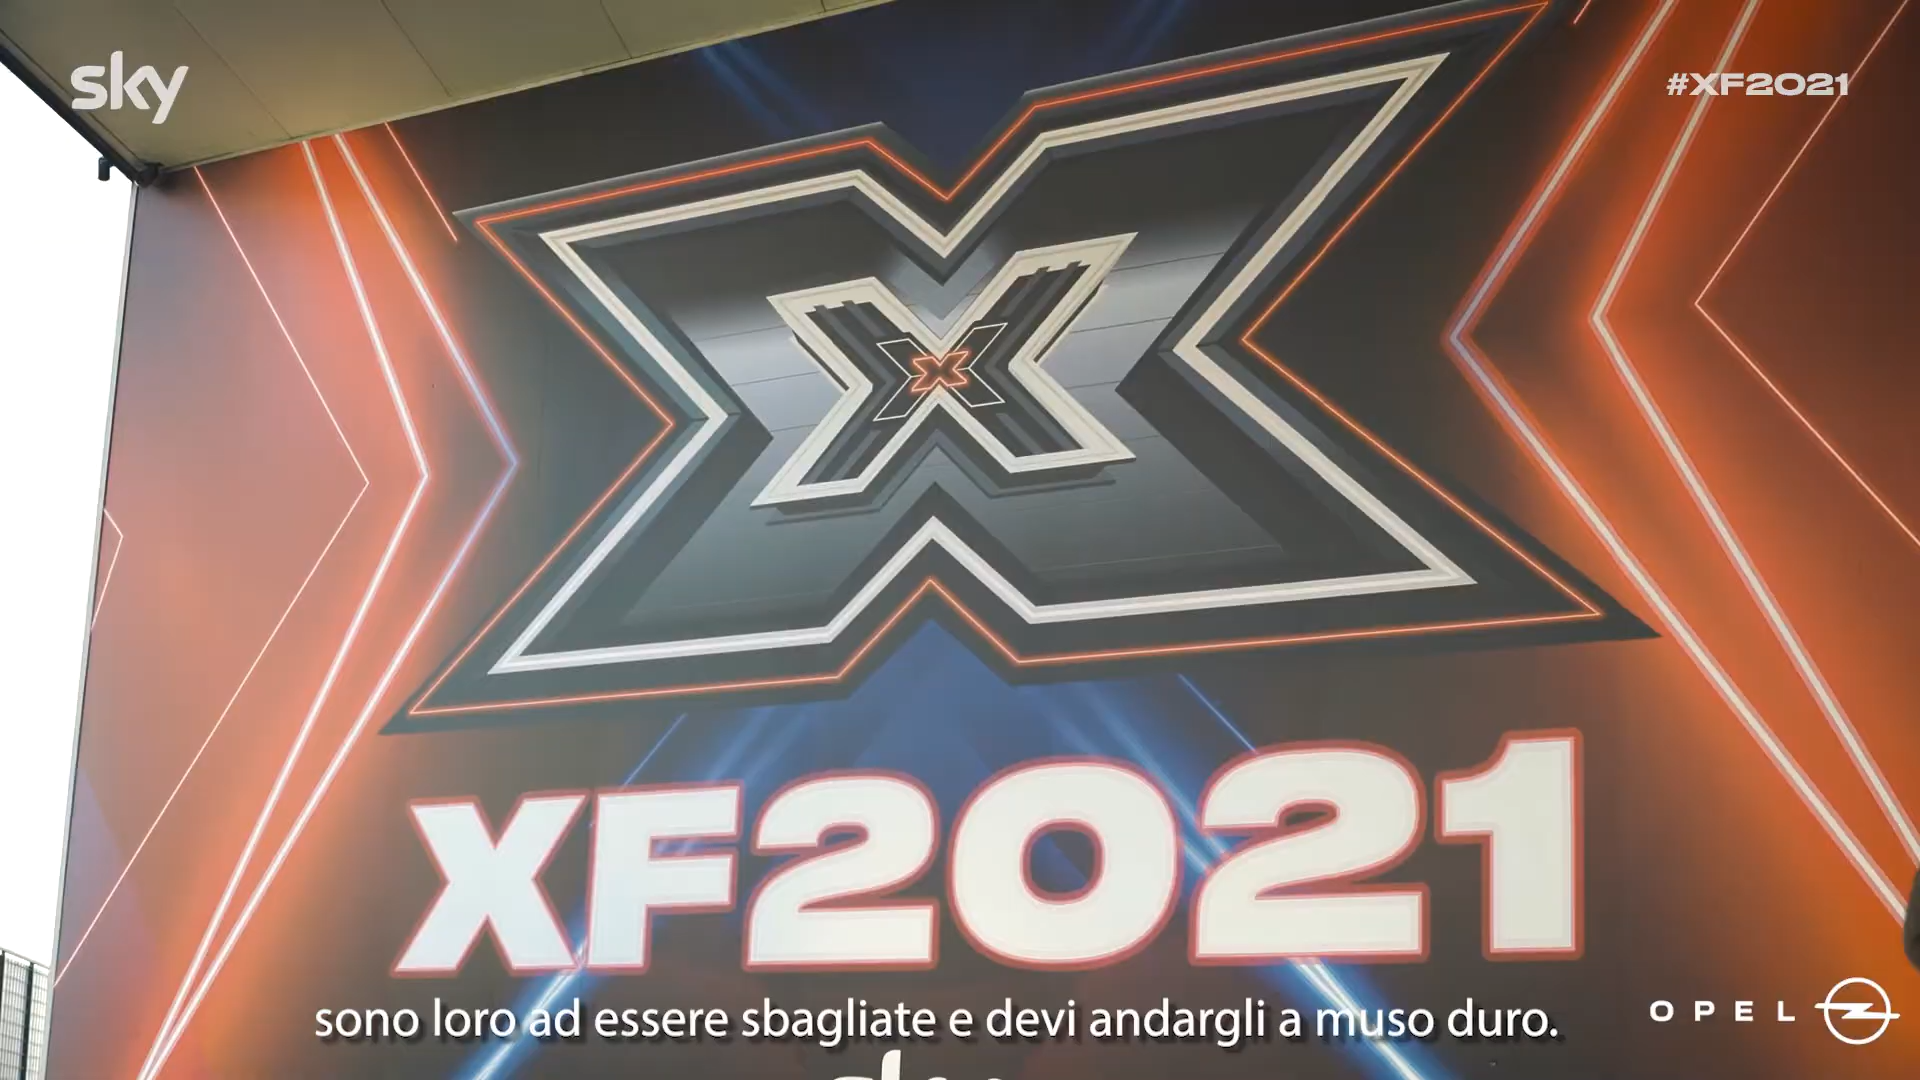 sky
#XF2021
XF2021
sono loro ad essere sbagliate e devi andargli a muso duro.
OPEL